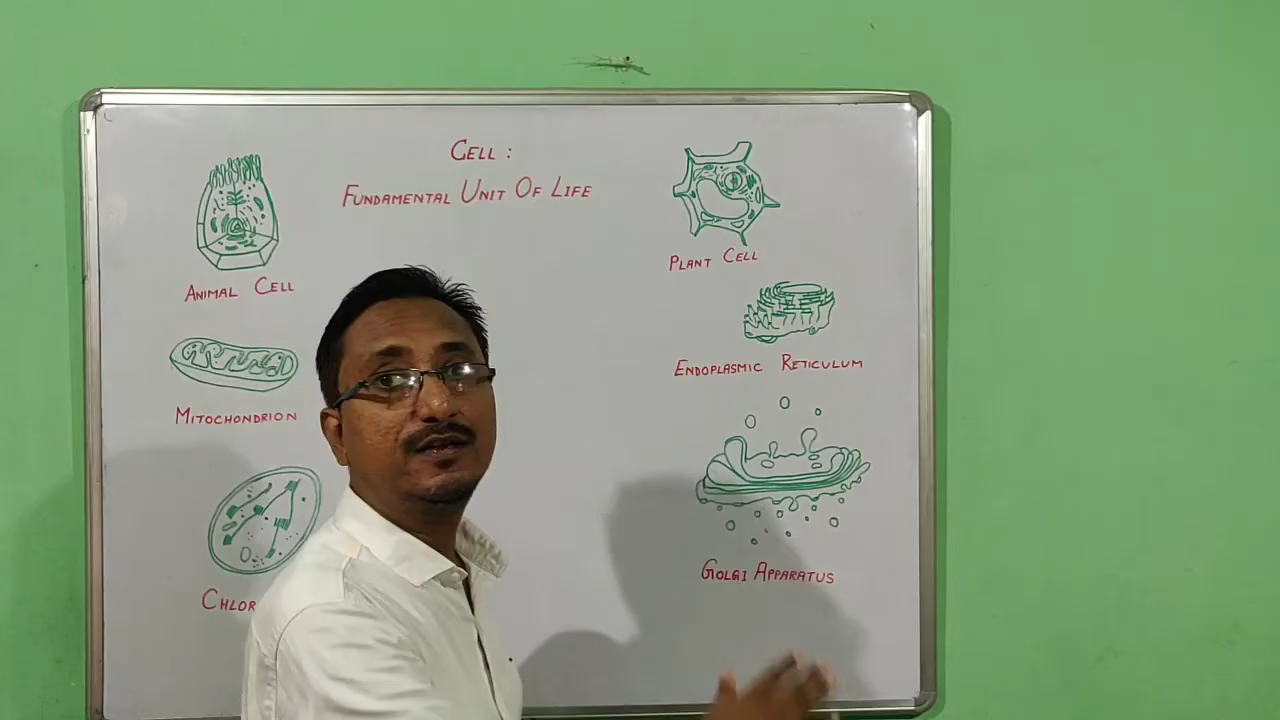 CELL :
FUNDAMENTAL UNIT OF LIFE
ANIMAL CELL
PLANT CELL
ENDOPLASMIC RETICULUM
MITOCHONDRION
GOLGI APPARATUS